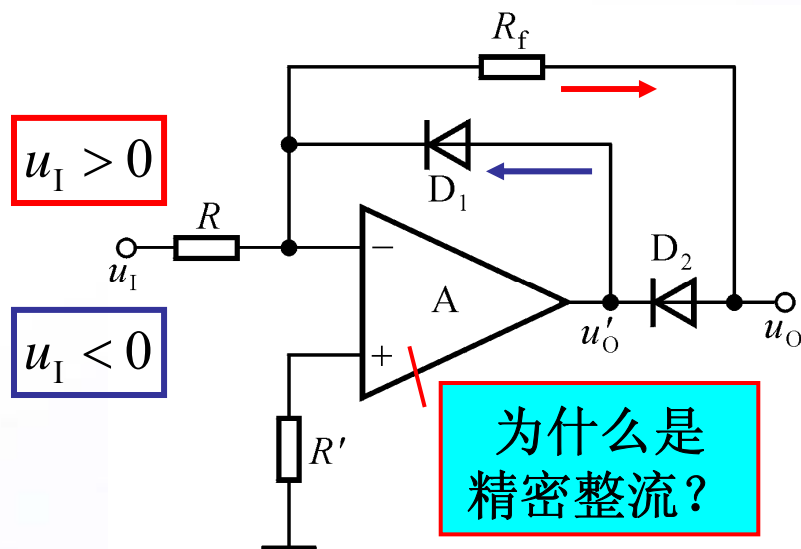 R_f
u_I > 0
D_1
R
u_I
−
D_2
A
u_I < 0
+
u'_O
u_O
R'
为什么是
精密整流？